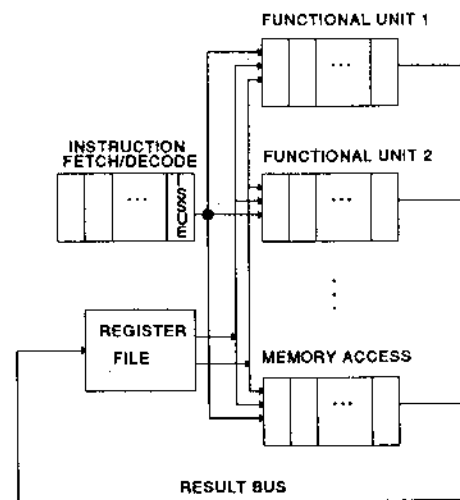 FUNCTIONAL UNIT 1
...
INSTRUCTION
FETCH/DECODE
...
ISSUE
FUNCTIONAL UNIT 2
...
REGISTER
FILE
MEMORY ACCESS
...
RESULT BUS